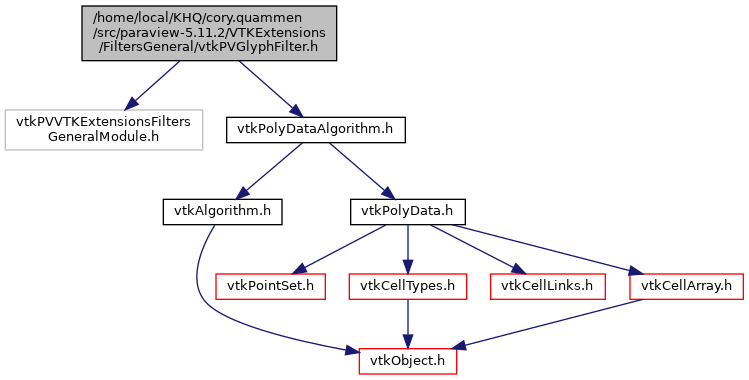 /home/local/KHQ/cory.quammen
/src/paraview-5.11.2/VTKExtensions
/FiltersGeneral/vtkPVGlyphFilter.h
vtkPVVTKExtensionsFilters
GeneralModule.h
vtkPolyDataAlgorithm.h
vtkAlgorithm.h
vtkPolyData.h
vtkPointSet.h
vtkCellTypes.h
vtkCellLinks.h
vtkCellArray.h
vtkObject.h